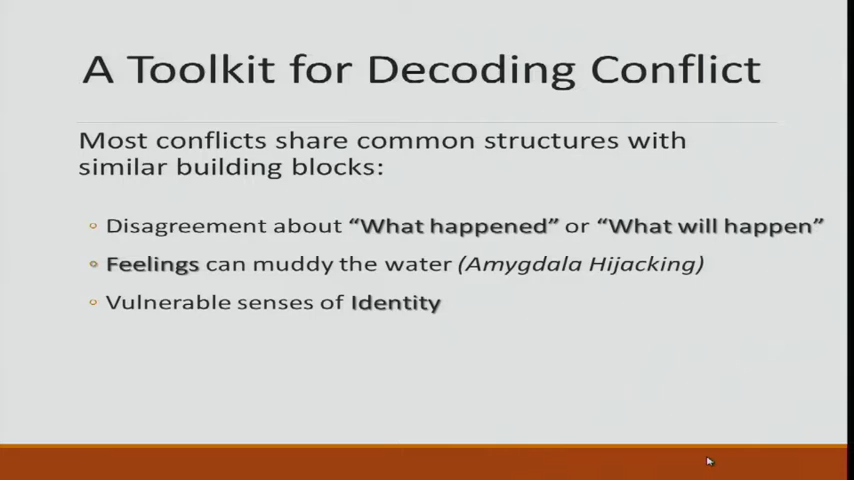 A Toolkit for Decoding Conflict
Most conflicts share common structures with
similar building blocks:
Disagreement about “What happened” or “What will happen”
Feelings can muddy the water (Amygdala Hijacking)
Vulnerable senses of Identity